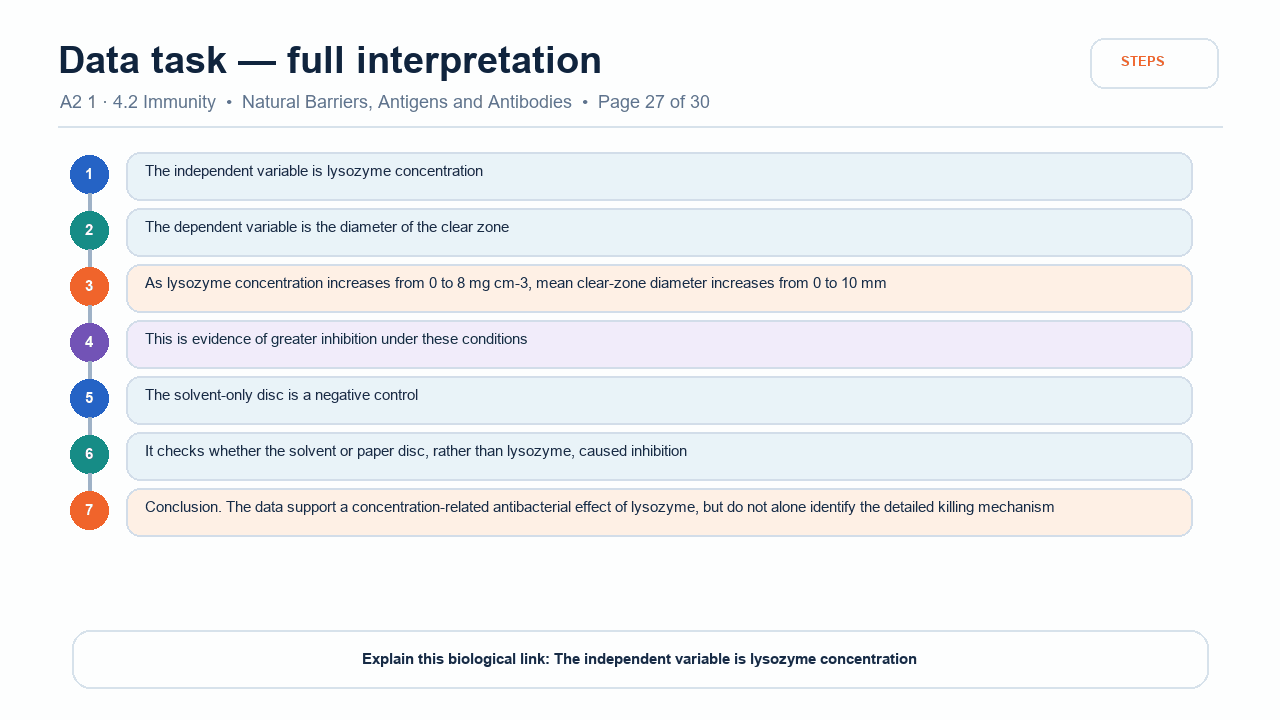 Data task — full interpretation
STEPS
A2 1 · 4.2 Immunity • Natural Barriers, Antigens and Antibodies • Page 27 of 30
1 The independent variable is lysozyme concentration
2 The dependent variable is the diameter of the clear zone
3 As lysozyme concentration increases from 0 to 8 mg cm-3, mean clear-zone diameter increases from 0 to 10 mm
4 This is evidence of greater inhibition under these conditions
5 The solvent-only disc is a negative control
6 It checks whether the solvent or paper disc, rather than lysozyme, caused inhibition
7 Conclusion. The data support a concentration-related antibacterial effect of lysozyme, but do not alone identify the detailed killing mechanism
Explain this biological link: The independent variable is lysozyme concentration